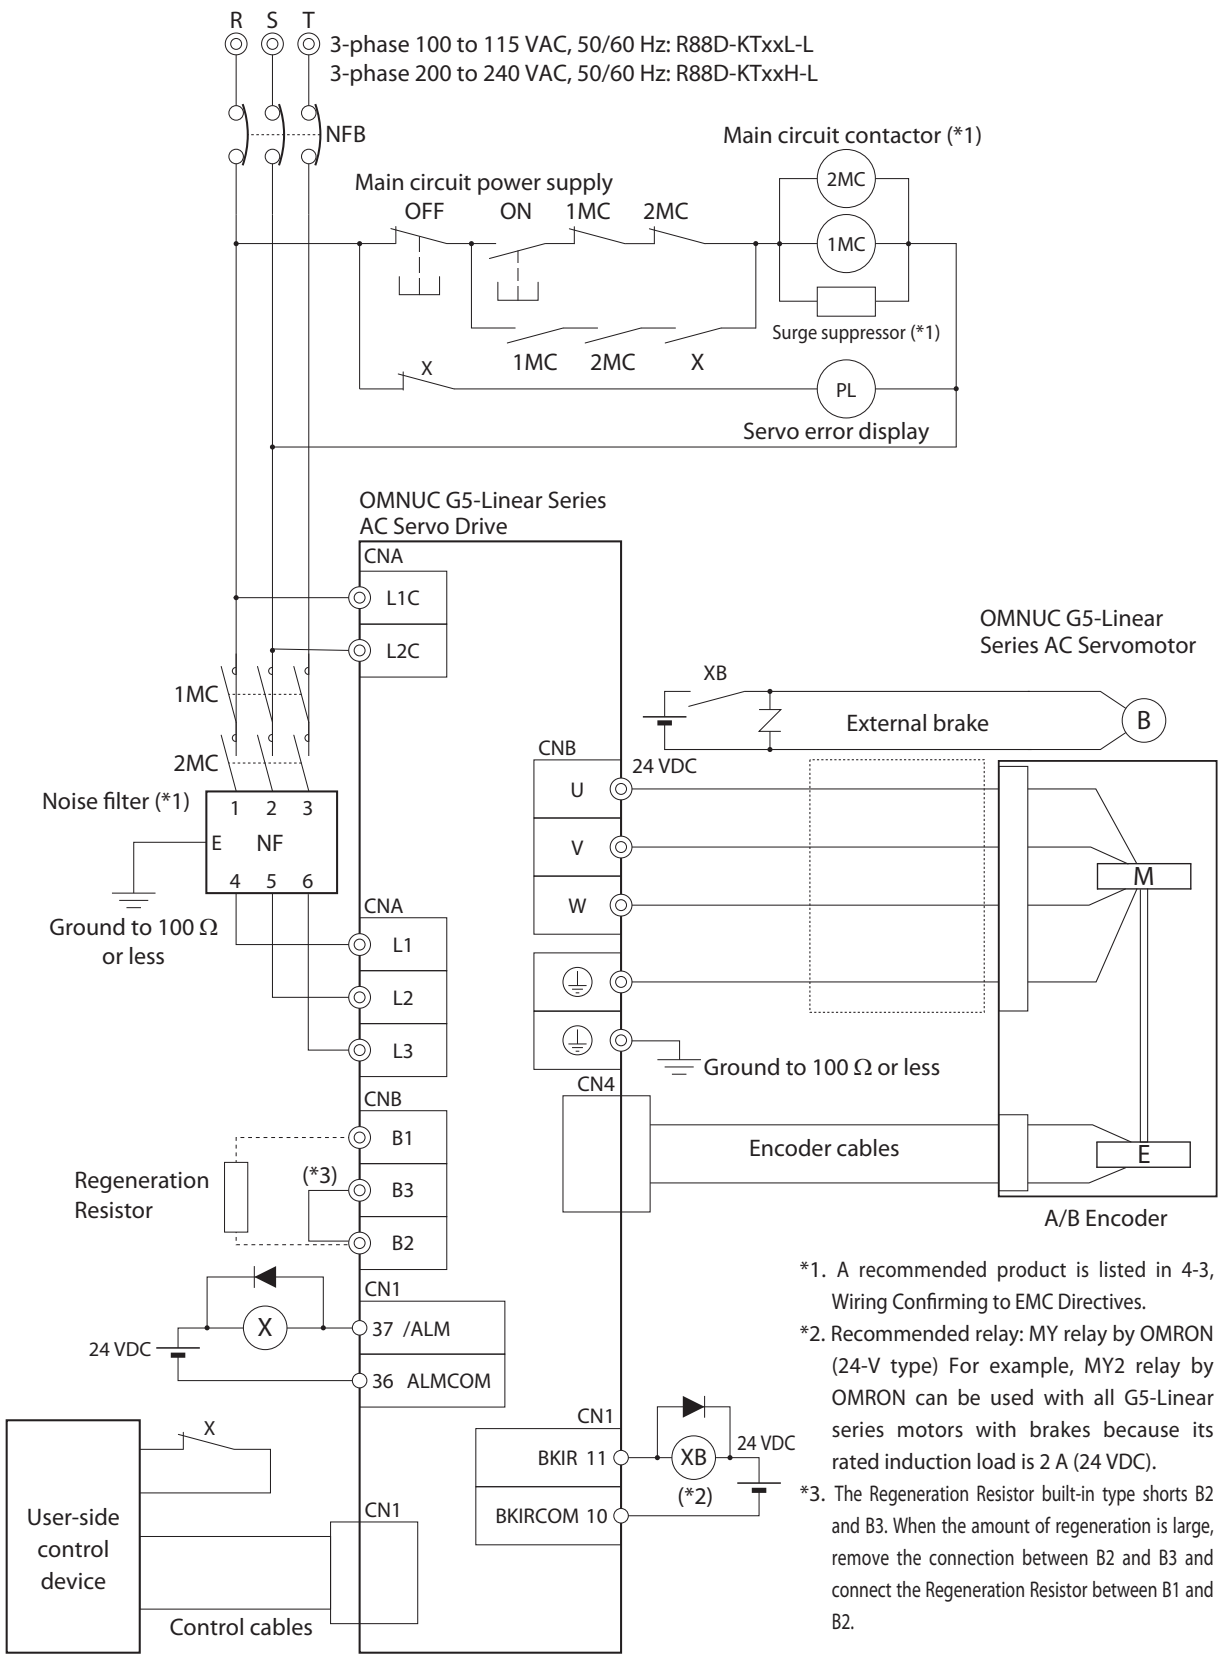 R S T
3-phase 100 to 115 VAC, 50/60 Hz: R88D-KTxxL-L
3-phase 200 to 240 VAC, 50/60 Hz: R88D-KTxxH-L
NFB
Main circuit contactor (*1)
2MC
Main circuit power supply
OFF ON 1MC 2MC
1MC
Surge suppressor (*1)
1MC 2MC X
X
PL
Servo error display
OMNUC G5-Linear Series
AC Servo Drive
CNA
L1C
L2C
OMNUC G5-Linear
Series AC Servomotor
1MC
XB
External brake
B
2MC
CNB
24 VDC
Noise filter (*1)
1 2 3
E NF
4 5 6
Ground to 100 Ω
or less
U
V
W
M
CNA
L1
L2
L3
Ground to 100 Ω or less
CN4
Encoder cables
E
A/B Encoder
CNB
B1
B3
B2
(*3)
Regeneration
Resistor
CN1
X
37 /ALM
24 VDC
36 ALMCOM
CN1
BKIR 11
XB
24 VDC
(*2)
BKIRCOM 10
X
User-side
control
device
CN1
Control cables
*1. A recommended product is listed in 4-3,
Wiring Confirming to EMC Directives.
*2. Recommended relay: MY relay by OMRON
(24-V type) For example, MY2 relay by
OMRON can be used with all G5-Linear
series motors with brakes because its
rated induction load is 2 A (24 VDC).
*3. The Regeneration Resistor built-in type shorts B2
and B3. When the amount of regeneration is large,
remove the connection between B2 and B3 and
connect the Regeneration Resistor between B1 and
B2.